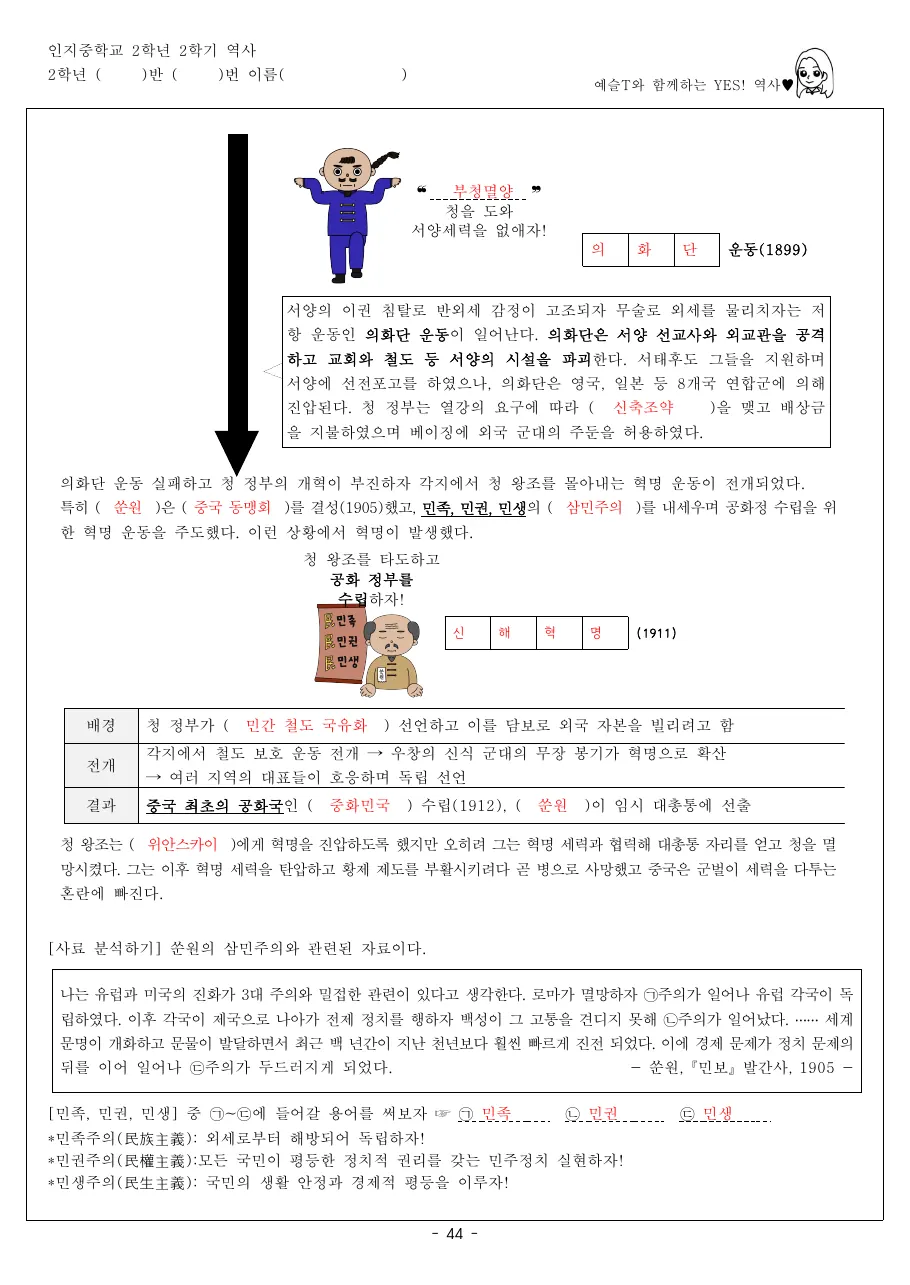 인지중학교 2학년 2학기 역사
2학년 ( )반 ( )번 이름( )
예슬T와 함께하는 YES! 역사♥
❝ 부청멸양 ❞
청을 도와
서양세력을 없애자!
의 화 단 운동(1899)
서양의 이권 침탈로 반외세 감정이 고조되자 무술로 외세를 물리치자는 저
항 운동인 의화단 운동이 일어난다. 의화단은 서양 선교사와 외교관을 공격
하고 교회와 철도 등 서양의 시설을 파괴한다. 서태후도 그들을 지원하며
서양에 선전포고를 하였으나, 의화단은 영국, 일본 등 8개국 연합군에 의해
진압된다. 청 정부는 열강의 요구에 따라 ( 신축조약 )을 맺고 배상금
을 지불하였으며 베이징에 외국 군대의 주둔을 허용하였다.
의화단 운동 실패하고 청 정부의 개혁이 부진하자 각지에서 청 왕조를 몰아내는 혁명 운동이 전개되었다.
특히 ( 쑨원 )은 ( 중국 동맹회 )를 결성(1905)했고, 민족, 민권, 민생의 ( 삼민주의 )를 내세우며 공화정 수립을 위
한 혁명 운동을 주도했다. 이런 상황에서 혁명이 발생했다.
청 왕조를 타도하고
공화 정부를
수립하자!
民 민족
民 민권
民 민생
쑨원
신 해 혁 명 (1911)
배경 청 정부가 ( 민간 철도 국유화 ) 선언하고 이를 담보로 외국 자본을 빌리려고 함
전개 각지에서 철도 보호 운동 전개 → 우창의 신식 군대의 무장 봉기가 혁명으로 확산
→ 여러 지역의 대표들이 호응하며 독립 선언
결과 중국 최초의 공화국인 ( 중화민국 ) 수립(1912), ( 쑨원 )이 임시 대총통에 선출
청 왕조는 ( 위안스카이 )에게 혁명을 진압하도록 했지만 오히려 그는 혁명 세력과 협력해 대총통 자리를 얻고 청을 멸
망시켰다. 그는 이후 혁명 세력을 탄압하고 황제 제도를 부활시키려다 곧 병으로 사망했고 중국은 군벌이 세력을 다투는
혼란에 빠진다.
[사료 분석하기] 쑨원의 삼민주의와 관련된 자료이다.
나는 유럽과 미국의 진화가 3대 주의와 밀접한 관련이 있다고 생각한다. 로마가 멸망하자 ㉠주의가 일어나 유럽 각국이 독
립하였다. 이후 각국이 제국으로 나아가 전제 정치를 행하자 백성이 그 고통을 견디지 못해 ㉡주의가 일어났다. …… 세계
문명이 개화하고 문물이 발달하면서 최근 백 년간이 지난 천년보다 훨씬 빠르게 진전 되었다. 이에 경제 문제가 정치 문제의
뒤를 이어 일어나 ㉢주의가 두드러지게 되었다. - 쑨원,『민보』발간사, 1905 -
[민족, 민권, 민생] 중 ㉠~㉢에 들어갈 용어를 써보자 ☞ ㉠ 민족 ㉡ 민권 ㉢ 민생
*민족주의(民族主義): 외세로부터 해방되어 독립하자!
*민권주의(民權主義):모든 국민이 평등한 정치적 권리를 갖는 민주정치 실현하자!
*민생주의(民生主義): 국민의 생활 안정과 경제적 평등을 이루자!
- 44 -